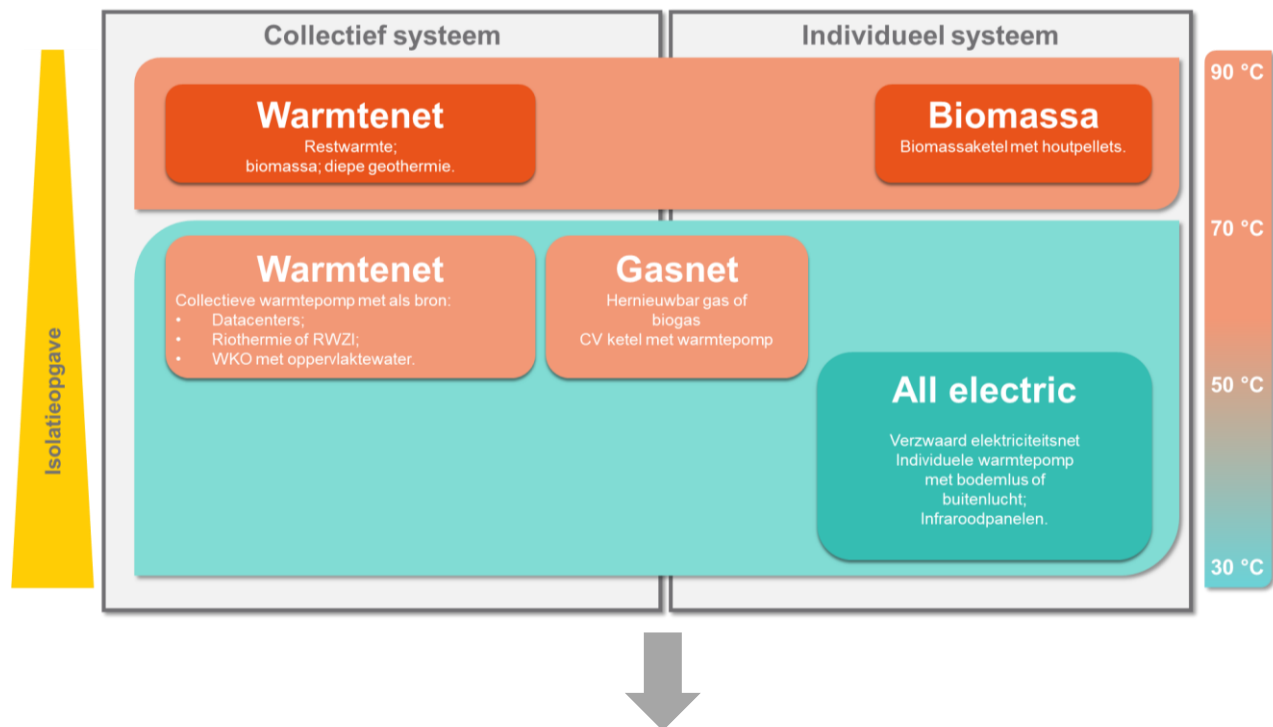 Collectief systeem
Individueel systeem
Warmtenet
Restwarmte;
biomassa; diepe geothermie.
Biomassa
Biomassaketel met houtpellets.
Warmtenet
Collectieve warmtepomp met als bron:
• Datacenters;
• Riothermie of RWZI;
• WKO met oppervlaktewater.
Gasnet
Hernieuwbar gas of
biogas
CV ketel met warmtepomp
All electric
Verzwaard elektriciteitsnet
Individuele warmtepomp
met bodemlus of
buitenlucht;
Infraroodpanelen.
Isolatieopgave
90 °C
70 °C
50 °C
30 °C